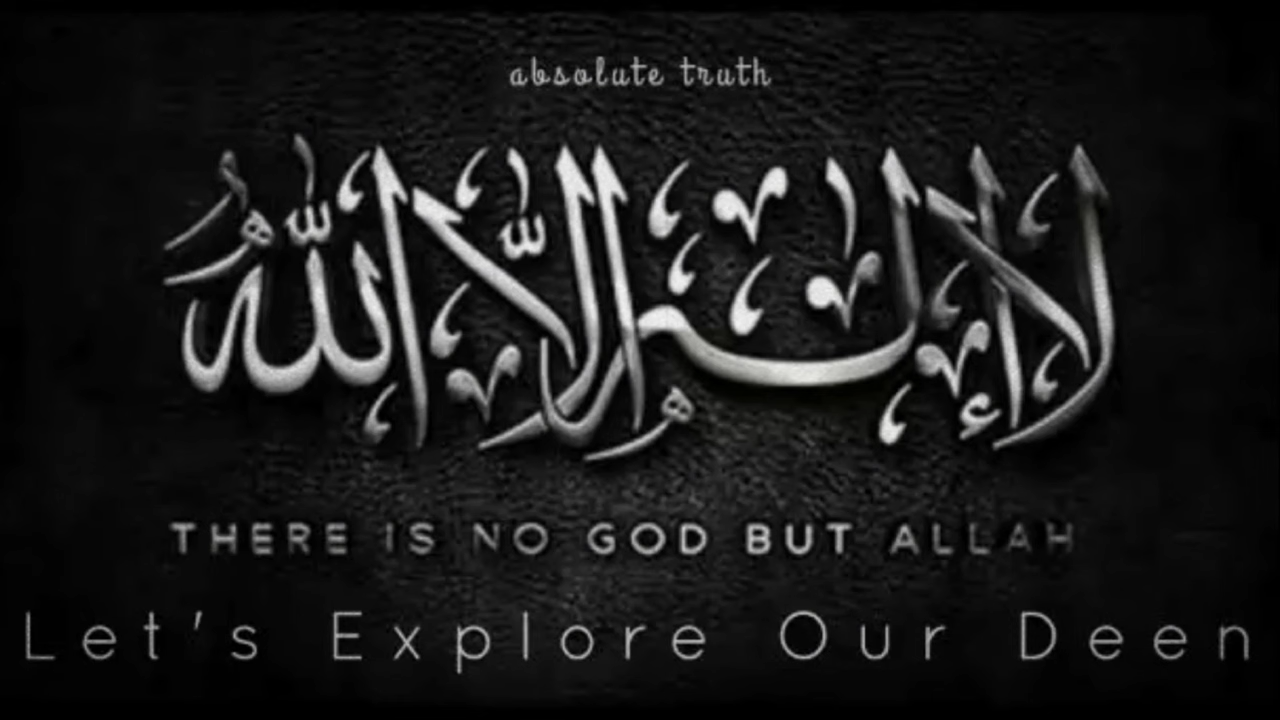 absolute truth
لا إله إلا الله
THERE IS NO GOD BUT ALLAH
Let's Explore Our Deen